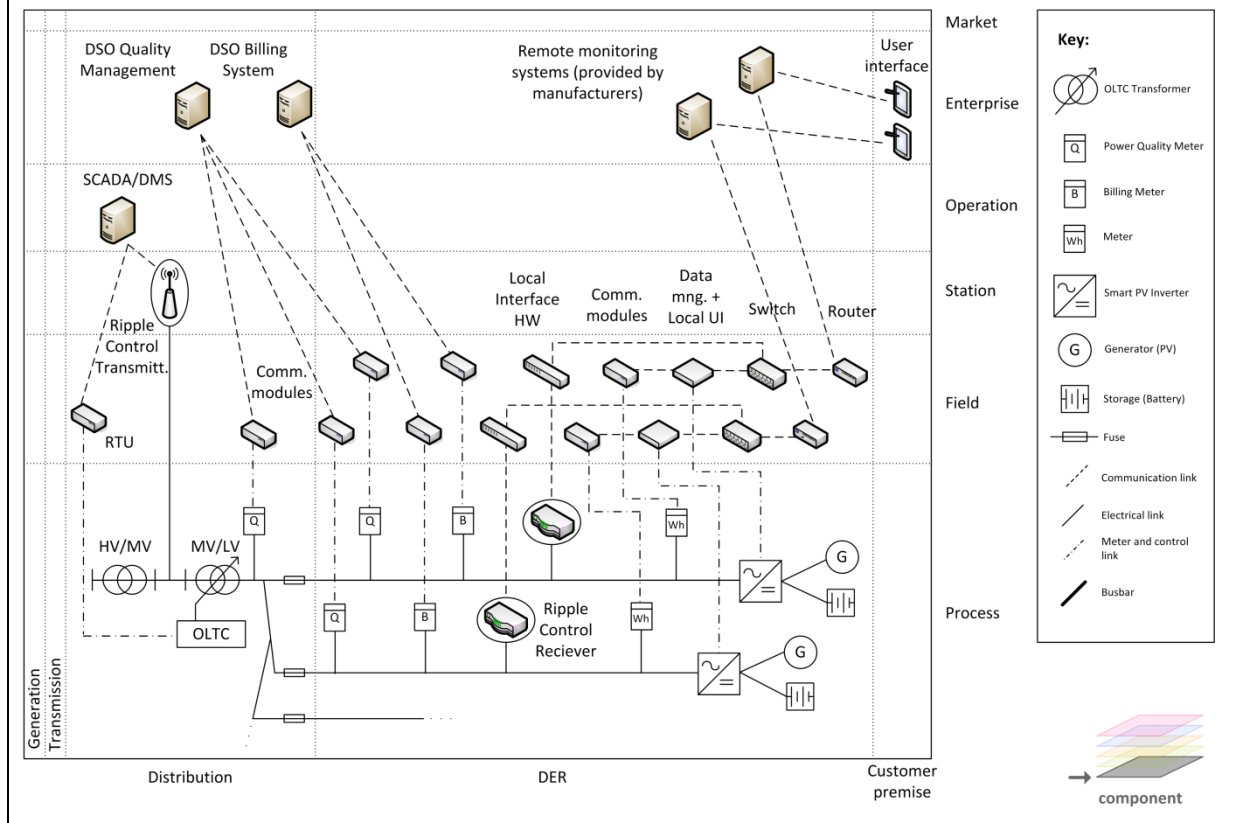 Market
DSO Quality
Management
DSO Billing
System
Remote monitoring
systems (provided by
manufacturers)
User
interface
Enterprise
SCADA/DMS
Operation
Ripple
Control
Transmitt.
Local
Interface
HW
Comm.
modules
Data
mng. +
Local UI
Switch
Router
Station
Comm.
modules
RTU
Field
HV/MV
MV/LV
Q
Q
B
Wh
G
OLTC
Q
B
Ripple
Control
Reciever
Wh
G
Process
Generation
Transmission
Distribution
DER
Customer
premise
Key:
OLTC Transformer
Q
Power Quality Meter
B
Billing Meter
Wh
Meter
Smart PV Inverter
G
Generator (PV)
Storage (Battery)
Fuse
Communication link
Electrical link
Meter and control
link
Busbar
component